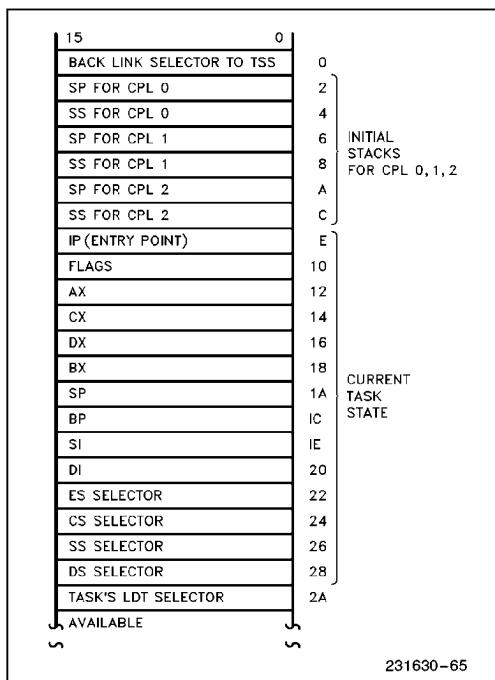 15 0
BACK LINK SELECTOR TO TSS 0
SP FOR CPL 0 2
SS FOR CPL 0 4
SP FOR CPL 1 6
SS FOR CPL 1 8
SP FOR CPL 2 A
SS FOR CPL 2 C
INITIAL
STACKS
FOR CPL 0,1,2
IP (ENTRY POINT) E
FLAGS 10
AX 12
CX 14
DX 16
BX 18
SP 1A
BP IC
SI IE
DI 20
ES SELECTOR 22
CS SELECTOR 24
SS SELECTOR 26
DS SELECTOR 28
CURRENT
TASK
STATE
TASK'S LDT SELECTOR 2A
AVAILABLE
231630-65